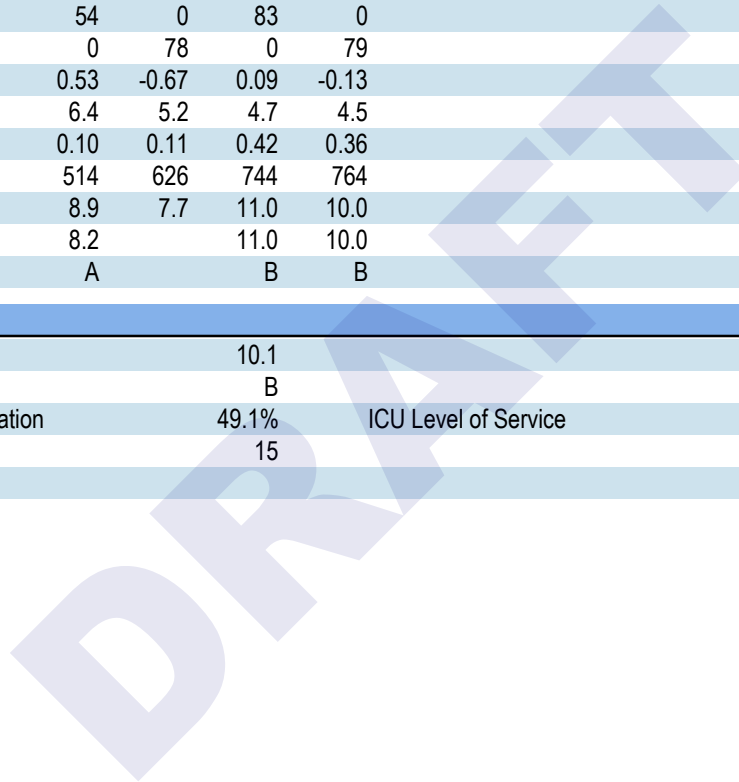 54 0 83 0
0 78 0 79
0.53 -0.67 0.09 -0.13
6.4 5.2 4.7 4.5
0.10 0.11 0.42 0.36
514 626 744 764
8.9 7.7 11.0 10.0
8.2 11.0 10.0
A B B
10.1
B
ation 49.1% ICU Level of Service
15
DRAFT